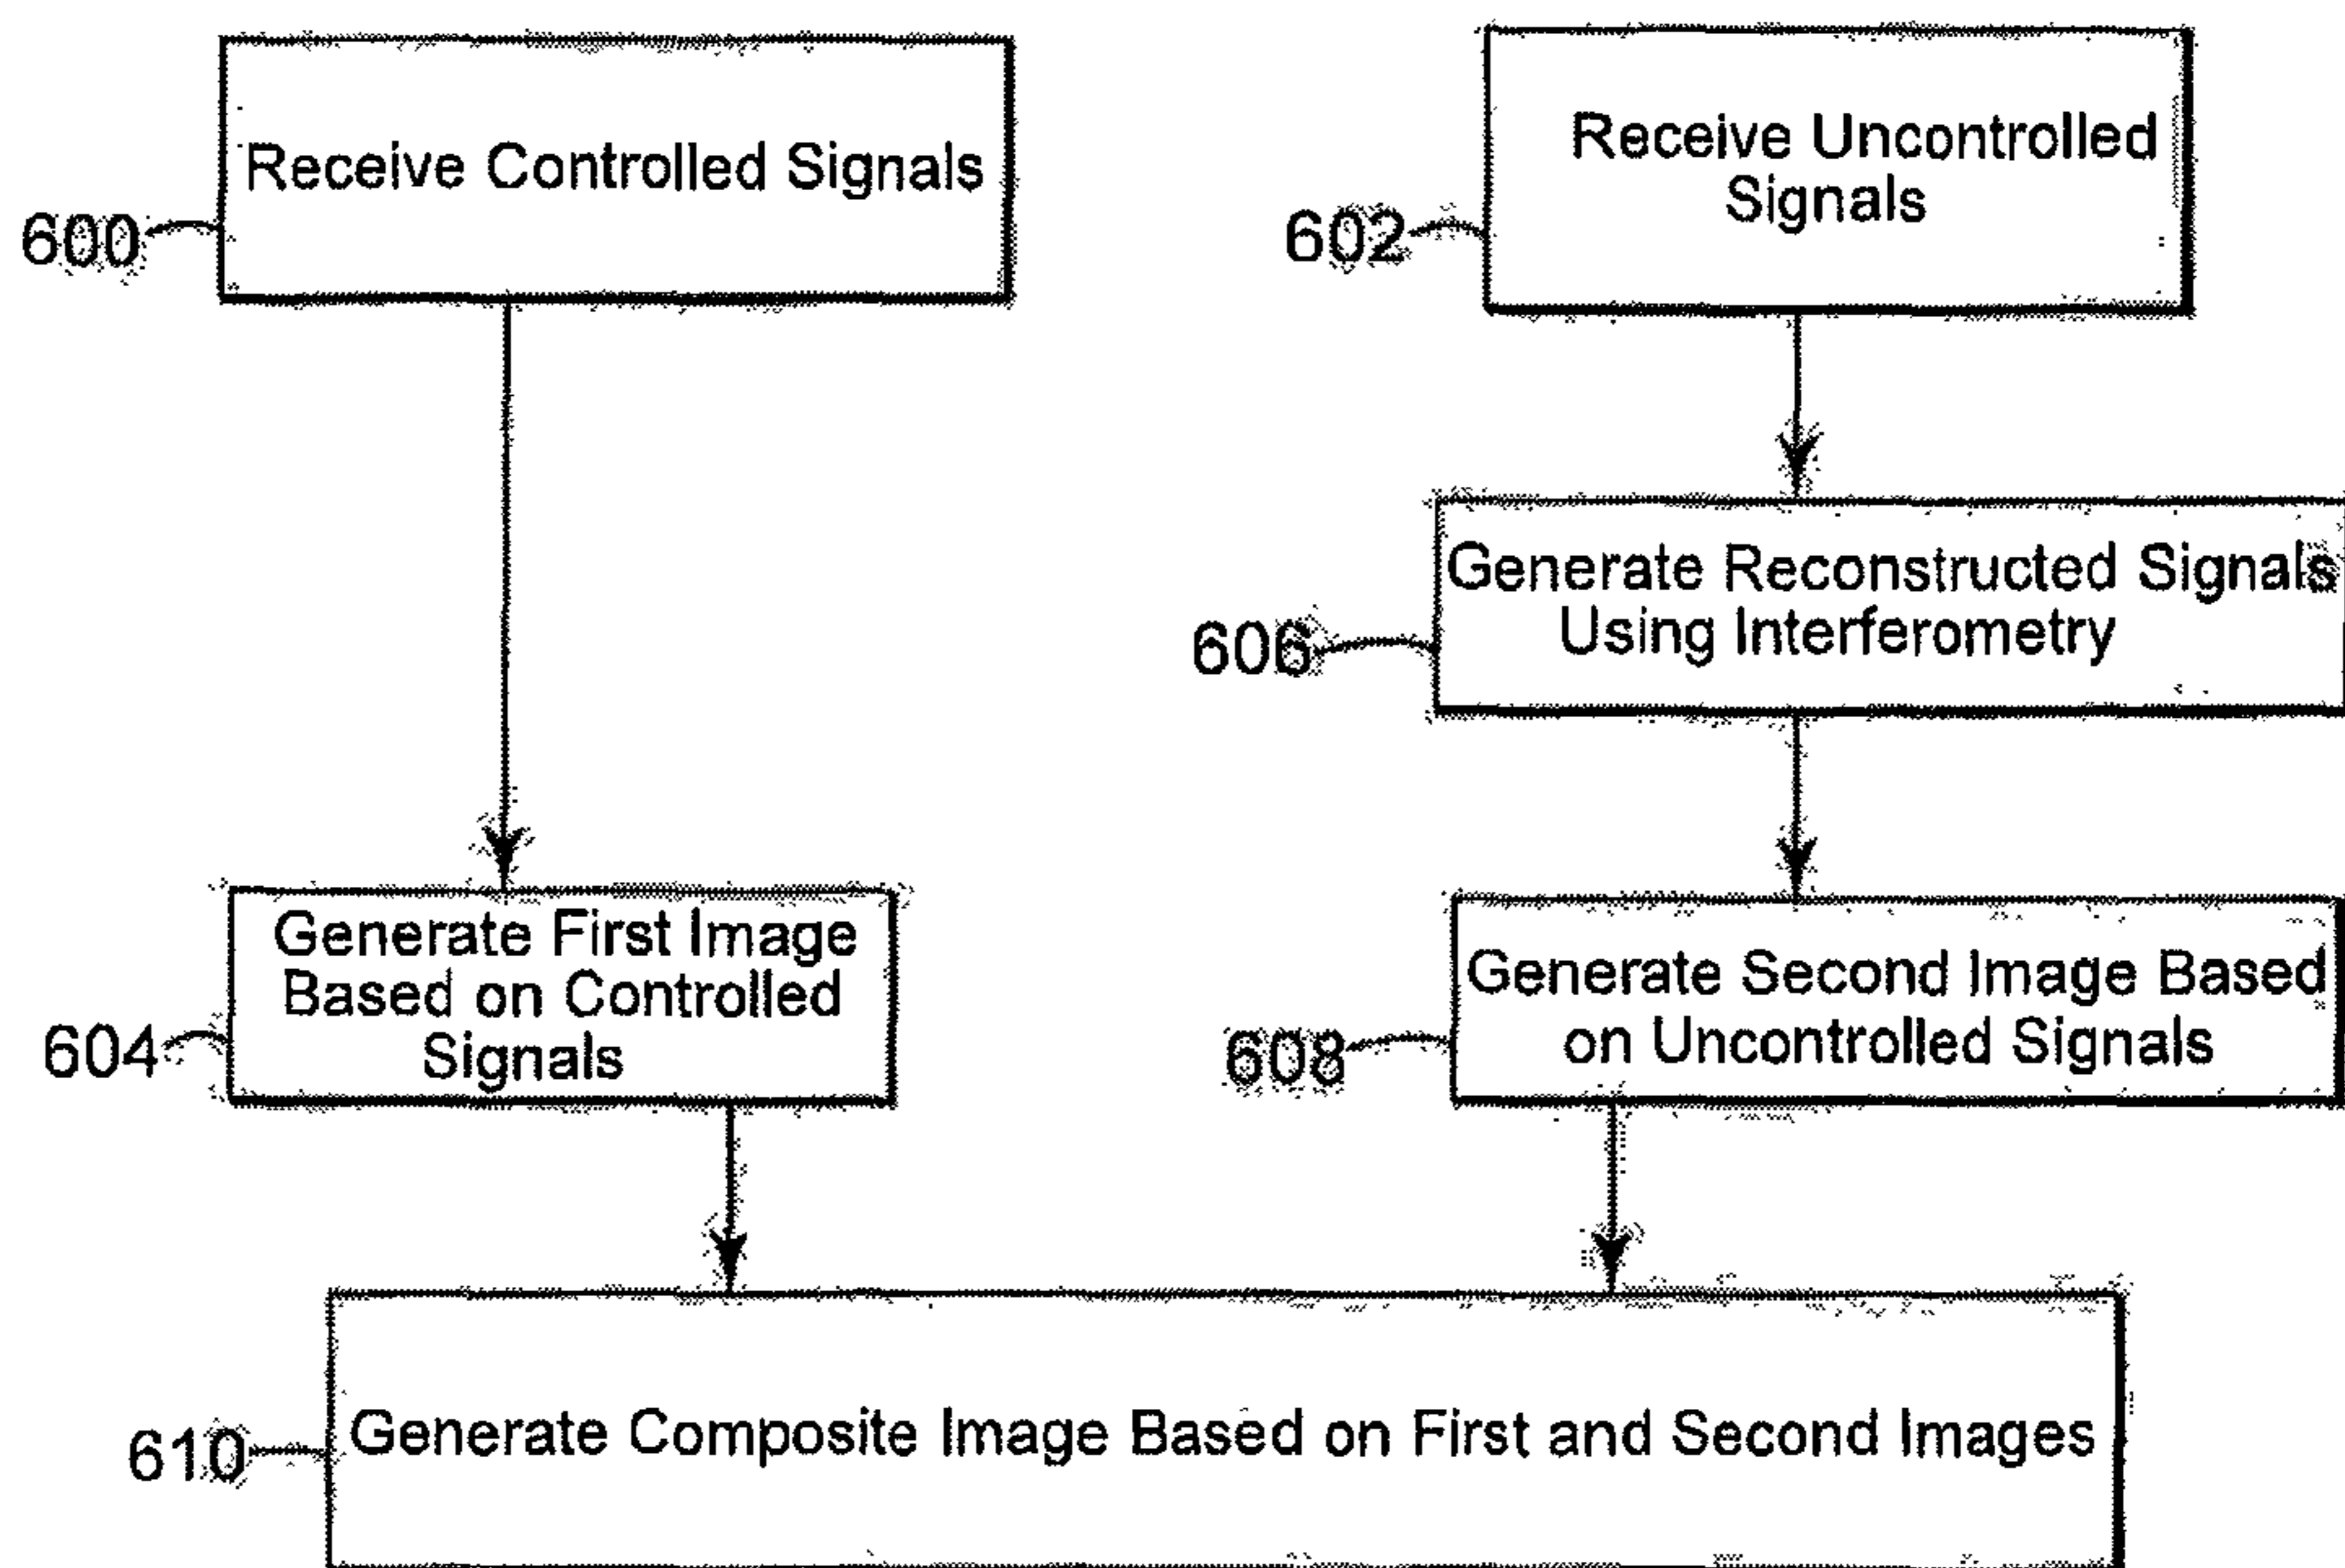 Receive Controlled Signals
600
Receive Uncontrolled
Signals
602
Generate Reconstructed Signals
Using Interferometry
606
Generate First Image
Based on Controlled
Signals
604
Generate Second Image Based
on Uncontrolled Signals
608
Generate Composite Image Based on First and Second Images
610